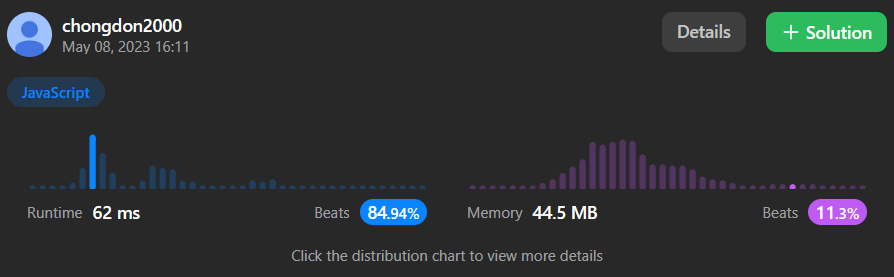 chongdon2000
May 08, 2023 16:11
Details
+ Solution
JavaScript
Runtime 62 ms Beats 84.94%
Memory 44.5 MB Beats 11.3%
Click the distribution chart to view more details